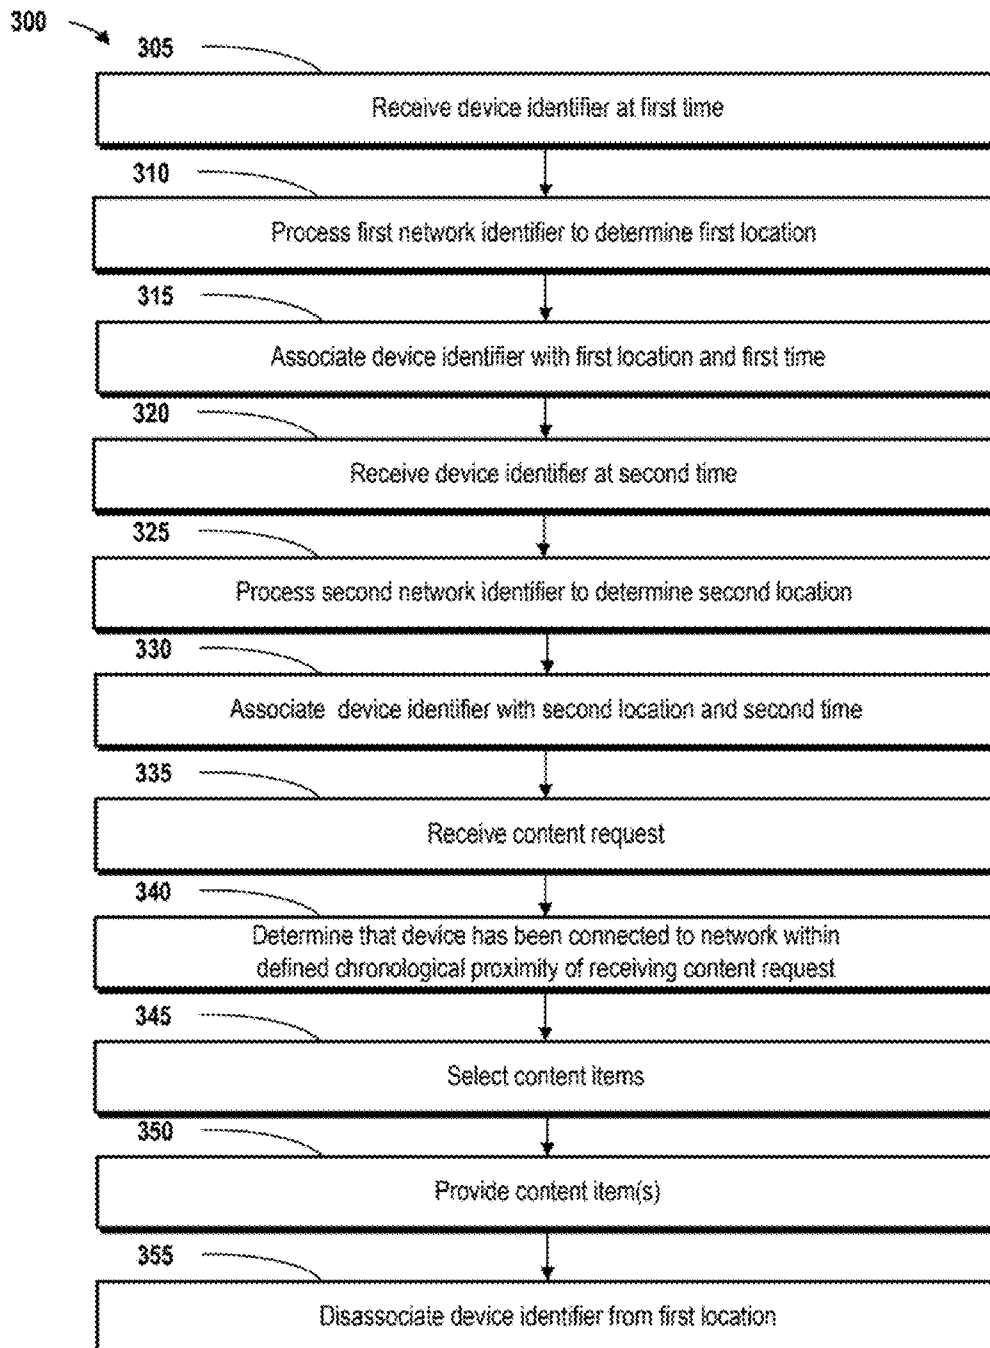 300
305
Receive device identifier at first time
310
Process first network identifier to determine first location
315
Associate device identifier with first location and first time
320
Receive device identifier at second time
325
Process second network identifier to determine second location
330
Associate device identifier with second location and second time
335
Receive content request
340
Determine that device has been connected to network within
defined chronological proximity of receiving content request
345
Select content items
350
Provide content item(s)
355
Disassociate device identifier from first location